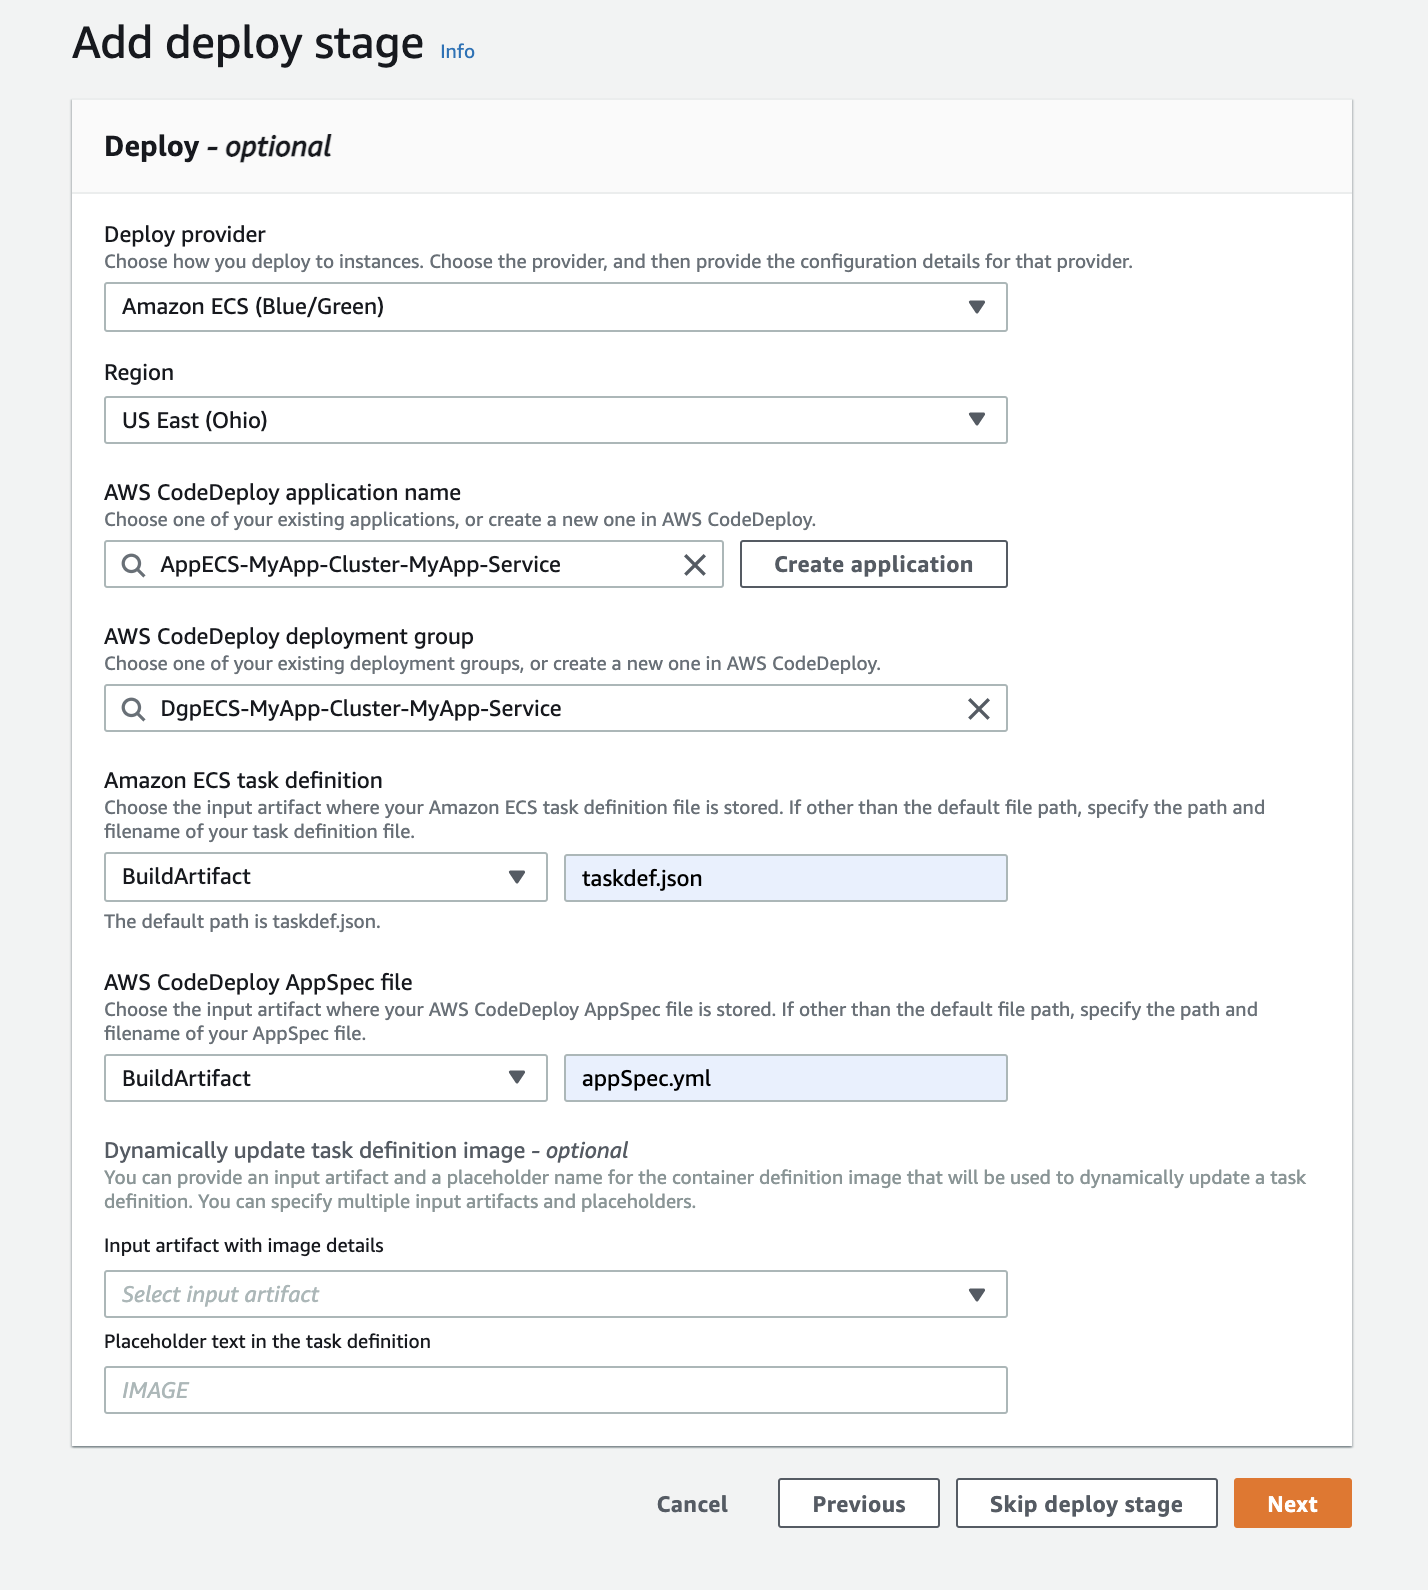 Add deploy stage Info
Deploy - optional
Deploy provider
Choose how you deploy to instances. Choose the provider, and then provide the configuration details for that provider.
Amazon ECS (Blue/Green)
Region
US East (Ohio)
AWS CodeDeploy application name
Choose one of your existing applications, or create a new one in AWS CodeDeploy.
AppECS-MyApp-Cluster-MyApp-Service
Create application
AWS CodeDeploy deployment group
Choose one of your existing deployment groups, or create a new one in AWS CodeDeploy.
DgpECS-MyApp-Cluster-MyApp-Service
Amazon ECS task definition
Choose the input artifact where your Amazon ECS task definition file is stored. If other than the default file path, specify the path and
filename of your task definition file.
BuildArtifact
taskdef.json
The default path is taskdef.json.
AWS CodeDeploy AppSpec file
Choose the input artifact where your AWS CodeDeploy AppSpec file is stored. If other than the default file path, specify the path and
filename of your AppSpec file.
BuildArtifact
appSpec.yml
Dynamically update task definition image - optional
You can provide an input artifact and a placeholder name for the container definition image that will be used to dynamically update a task
definition. You can specify multiple input artifacts and placeholders.
Input artifact with image details
Select input artifact
Placeholder text in the task definition
IMAGE
Cancel
Previous
Skip deploy stage
Next